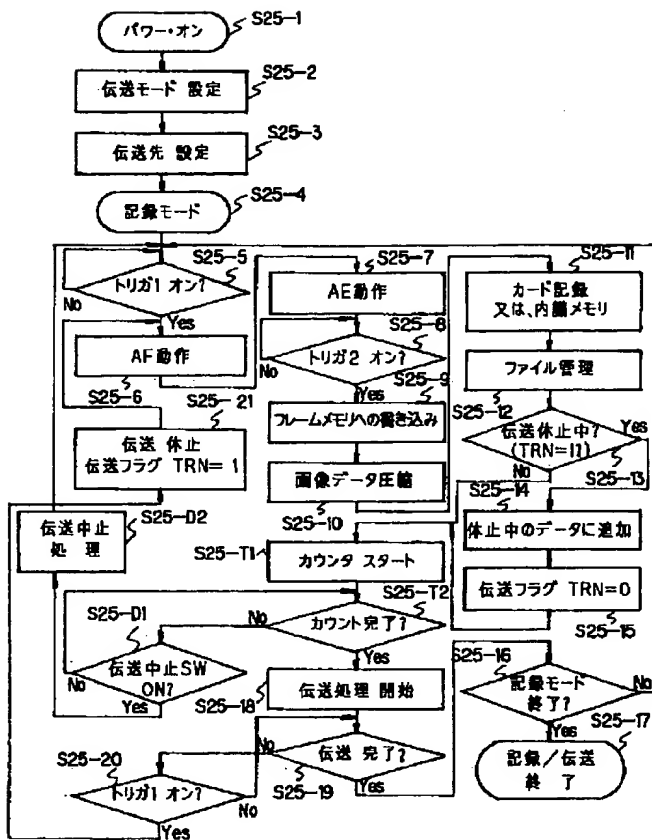 パワー・オン
S25-1
伝送モード 設定
S25-2
伝送先 設定
S25-3
記録モード
S25-4
トリガ1 オン?
S25-5
No
Yes
AF動作
S25-6
S25-21
伝送 休止
伝送フラグ TRN=1
伝送中止
処 理
S25-D2
S25-7
AE動作
S25-8
トリガ2 オン?
No
Yes
S25-9
フレームメモリへの書き込み
画像データ圧縮
S25-10
S25-11
カード記録
又は、内蔵メモリ
ファイル管理
S25-12
伝送休止中?
(TRN=1?)
Yes
No
S25-13
S25-14
休止中のデータに追加
伝送フラグ TRN=0
S25-15
S25-T1
カウンタ スタート
S25-T2
カウント完了?
No
Yes
S25-D1
伝送中止SW
ON?
No
Yes
S25-18
伝送処理 開始
伝送 完了?
No
Yes
S25-19
S25-20
トリガ1 オン?
No
Yes
S25-16
記録モード
終了?
No
Yes
S25-17
記録/伝送
終 了